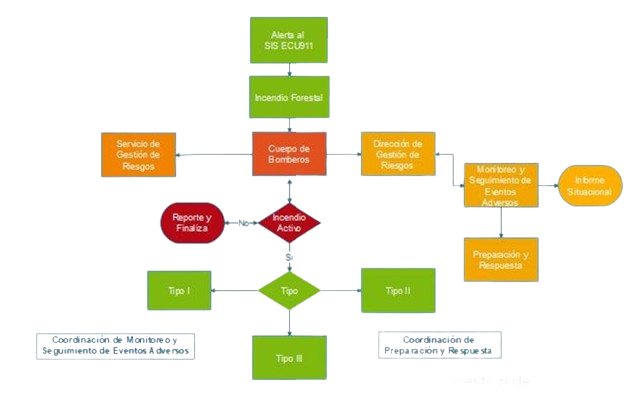 Alerta al
SIS ECU911
Incendio Forestal
Servicio de
Gestión de
Riesgos
Cuerpo de
Bomberos
Dirección de
Gestión de
Riesgos
Monitoreo y
Seguimiento de
Eventos
Adversos
Informe
Situacional
Reporte y
Finaliza
No
Incendio
Activo
Si
Preparación y
Respuesta
Tipo I
Tipo
Tipo II
Tipo III
Coordinación de Monitoreo y
Seguimiento de Eventos Adversos
Coordinación de
Preparación y Respuesta